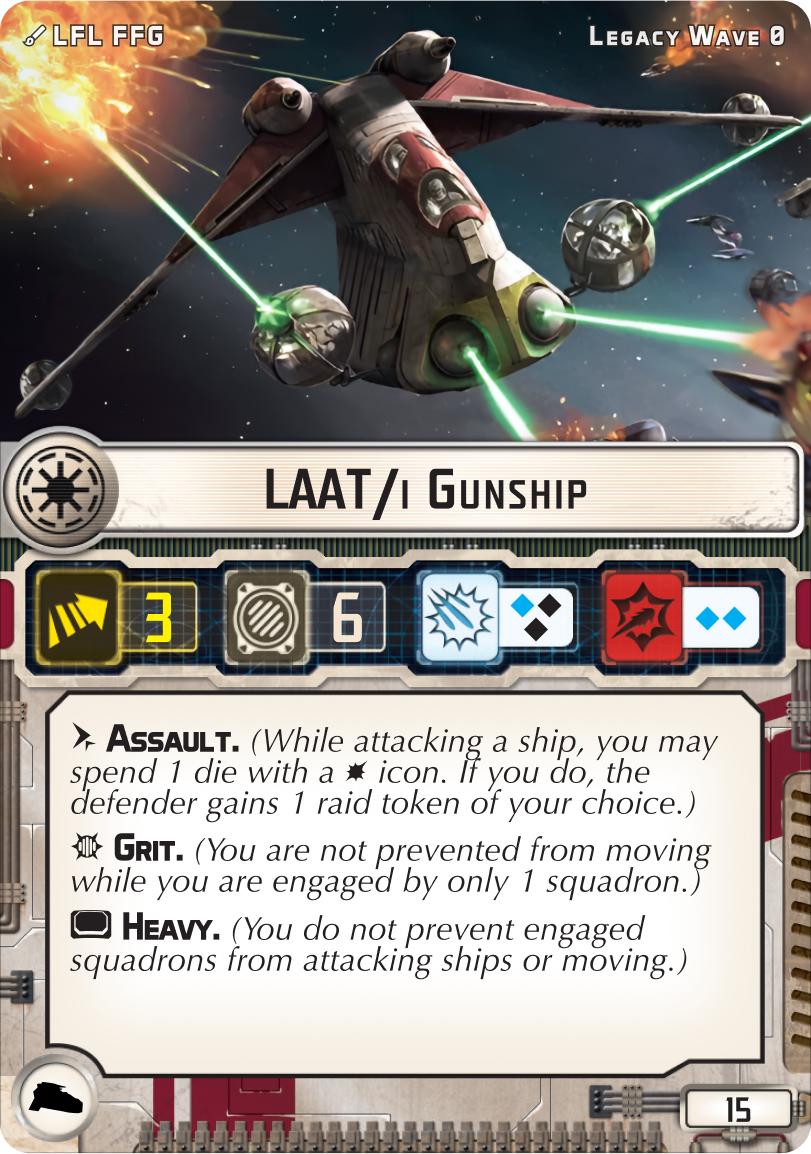 LFL FFG
Legacy Wave 0
LAAT/i Gunship
3
6
Assault. (While attacking a ship, you may
spend 1 die with a icon. If you do, the
defender gains 1 raid token of your choice.)
Grit. (You are not prevented from moving
while you are engaged by only 1 squadron.)
Heavy. (You do not prevent engaged
squadrons from attacking ships or moving.)
15